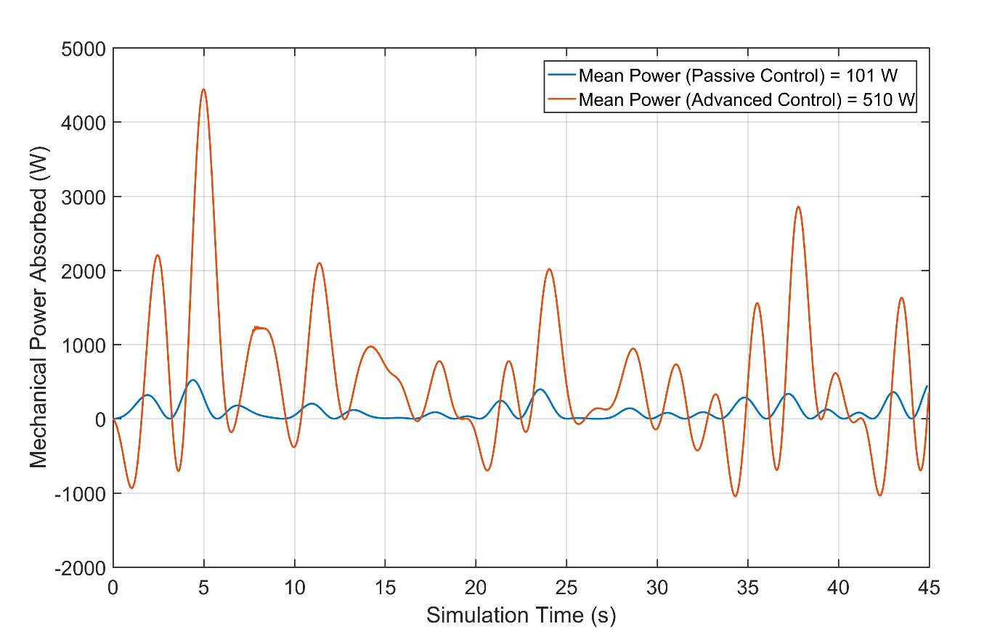 Mean Power (Passive Control) = 101 W
Mean Power (Advanced Control) = 510 W
Mechanical Power Absorbed (W)
5000
4000
3000
2000
1000
0
-1000
-2000
0 5 10 15 20 25 30 35 40 45
Simulation Time (s)